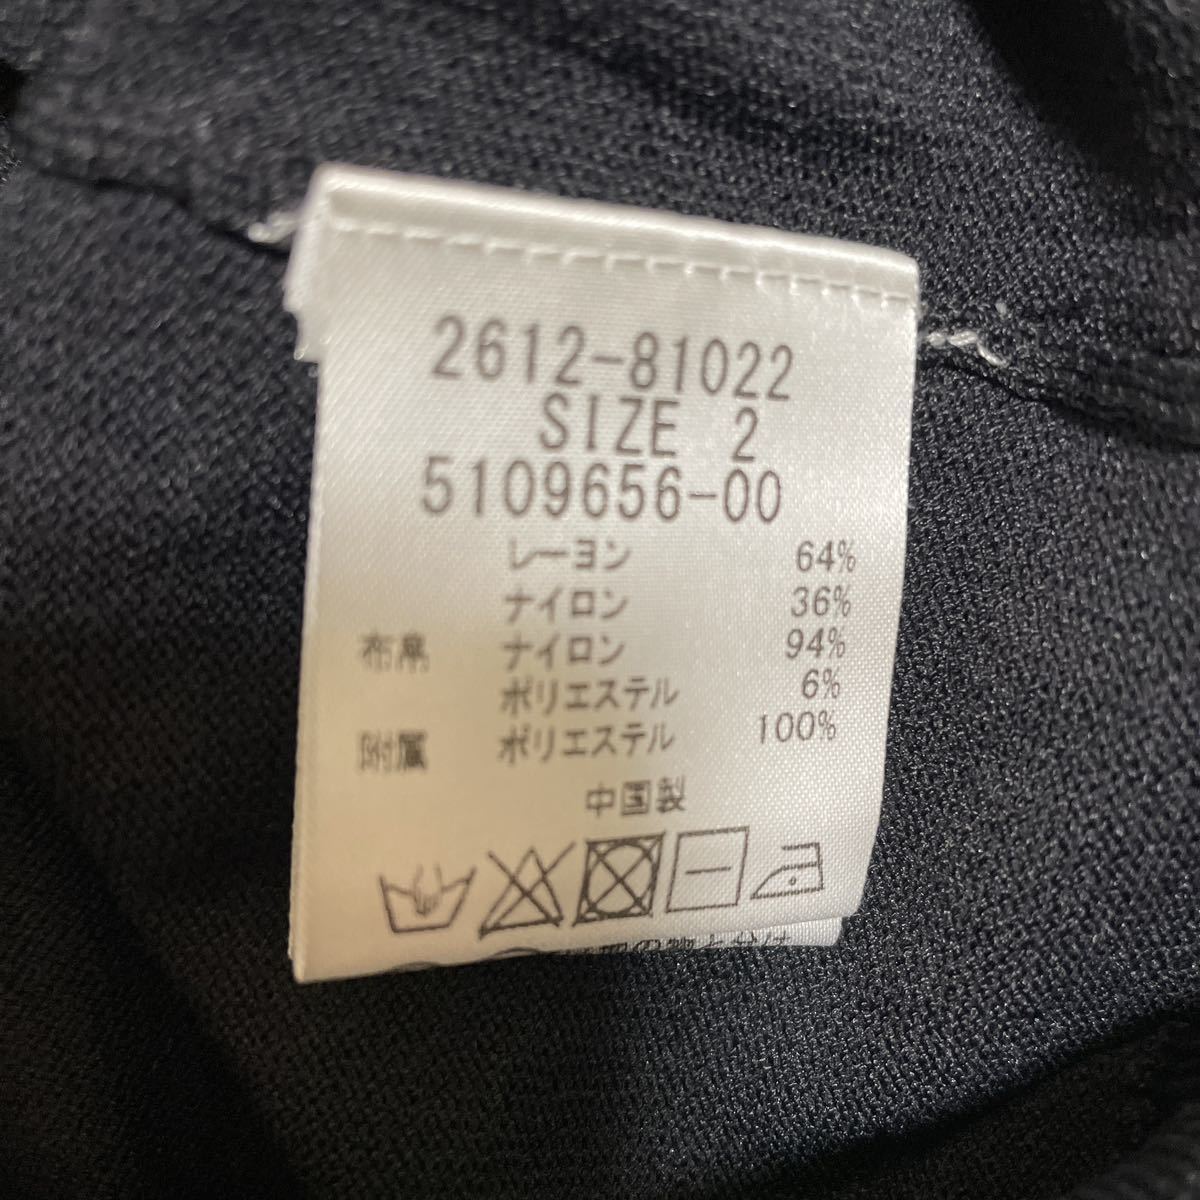 2612-81022
SIZE 2
5109656-00
レーヨン 64%
ナイロン 36%
布帛 ナイロン 94%
ポリエステル 6%
附属 ポリエステル 100%
中国製